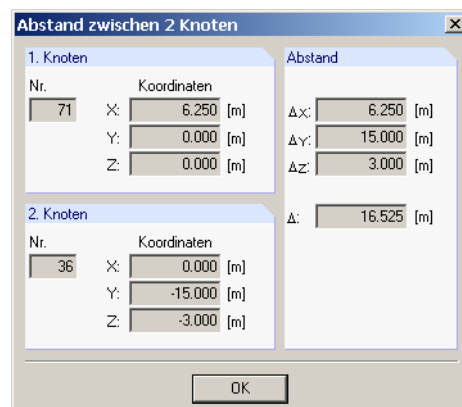 Abstand zwischen 2 Knoten
1. Knoten
Nr. Koordinaten
71 X: 6.250 [m]
Y: 0.000 [m]
Z: 0.000 [m]
2. Knoten
Nr. Koordinaten
36 X: 0.000 [m]
Y: -15.000 [m]
Z: -3.000 [m]
Abstand
ΔX: 6.250 [m]
ΔY: 15.000 [m]
ΔZ: 3.000 [m]
Δ: 16.525 [m]
OK